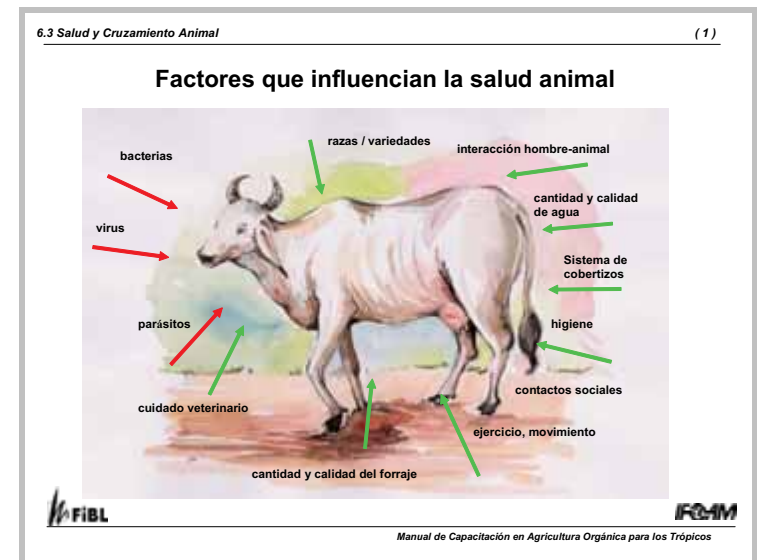 6.3 Salud y Cruzamiento Animal
( 1 )
Factores que influencian la salud animal
bacterias
razas / variedades
interacción hombre-animal
cantidad y calidad
de agua
virus
Sistema de
cobertizos
parásitos
higiene
cuidado veterinario
contactos sociales
ejercicio, movimiento
cantidad y calidad del forraje
FiBL
IFOAM
Manual de Capacitación en Agricultura Orgánica para los Trópicos